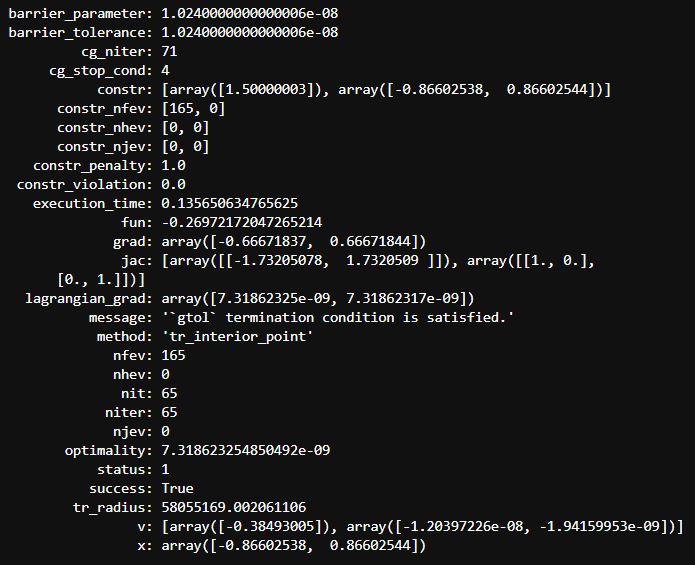 barrier_parameter: 1.0240000000000006e-08
barrier_tolerance: 1.0240000000000006e-08
cg_niter: 71
cg_stop_cond: 4
constr: [array([1.50000003]), array([-0.86602538,  0.86602544])]
constr_nfev: [165, 0]
constr_nhev: [0, 0]
constr_njev: [0, 0]
constr_penalty: 1.0
constr_violation: 0.0
execution_time: 0.135650634765625
fun: -0.26972172047265214
grad: array([-0.66671837,  0.66671844])
jac: [array([[-1.73205078,  1.7320509 ]]), array([[1., 0.],
[0., 1.]])]
lagrangian_grad: array([7.31862325e-09, 7.31862317e-09])
message: '`gtol` termination condition is satisfied.'
method: 'tr_interior_point'
nfev: 165
nhev: 0
nit: 65
niter: 65
njev: 0
optimality: 7.318623254850492e-09
status: 1
success: True
tr_radius: 58055169.002061106
v: [array([-0.38493005]), array([-1.20397226e-08, -1.94159953e-09])]
x: array([-0.86602538,  0.86602544])